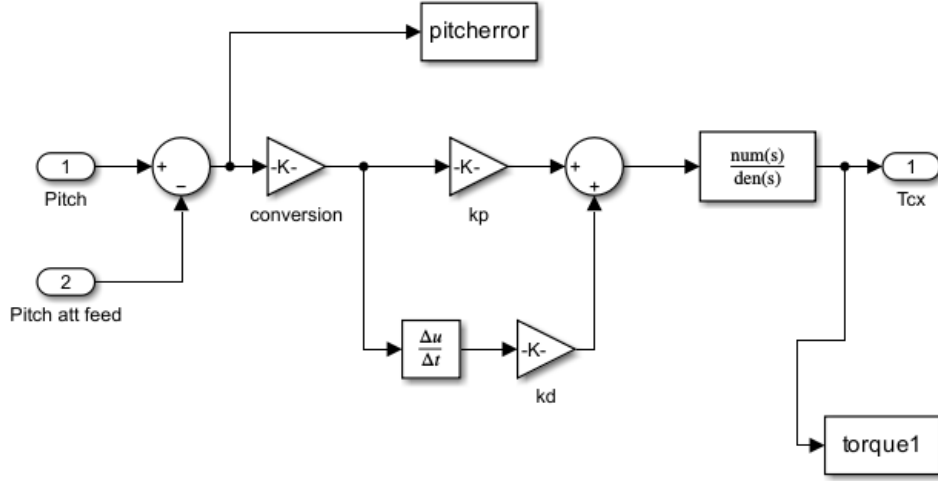 pitcherror
1
Pitch
+
−
-K-
conversion
-K-
kp
+
+
num(s)
den(s)
1
Tcx
2
Pitch att feed
Δu
Δt
-K-
kd
torque1